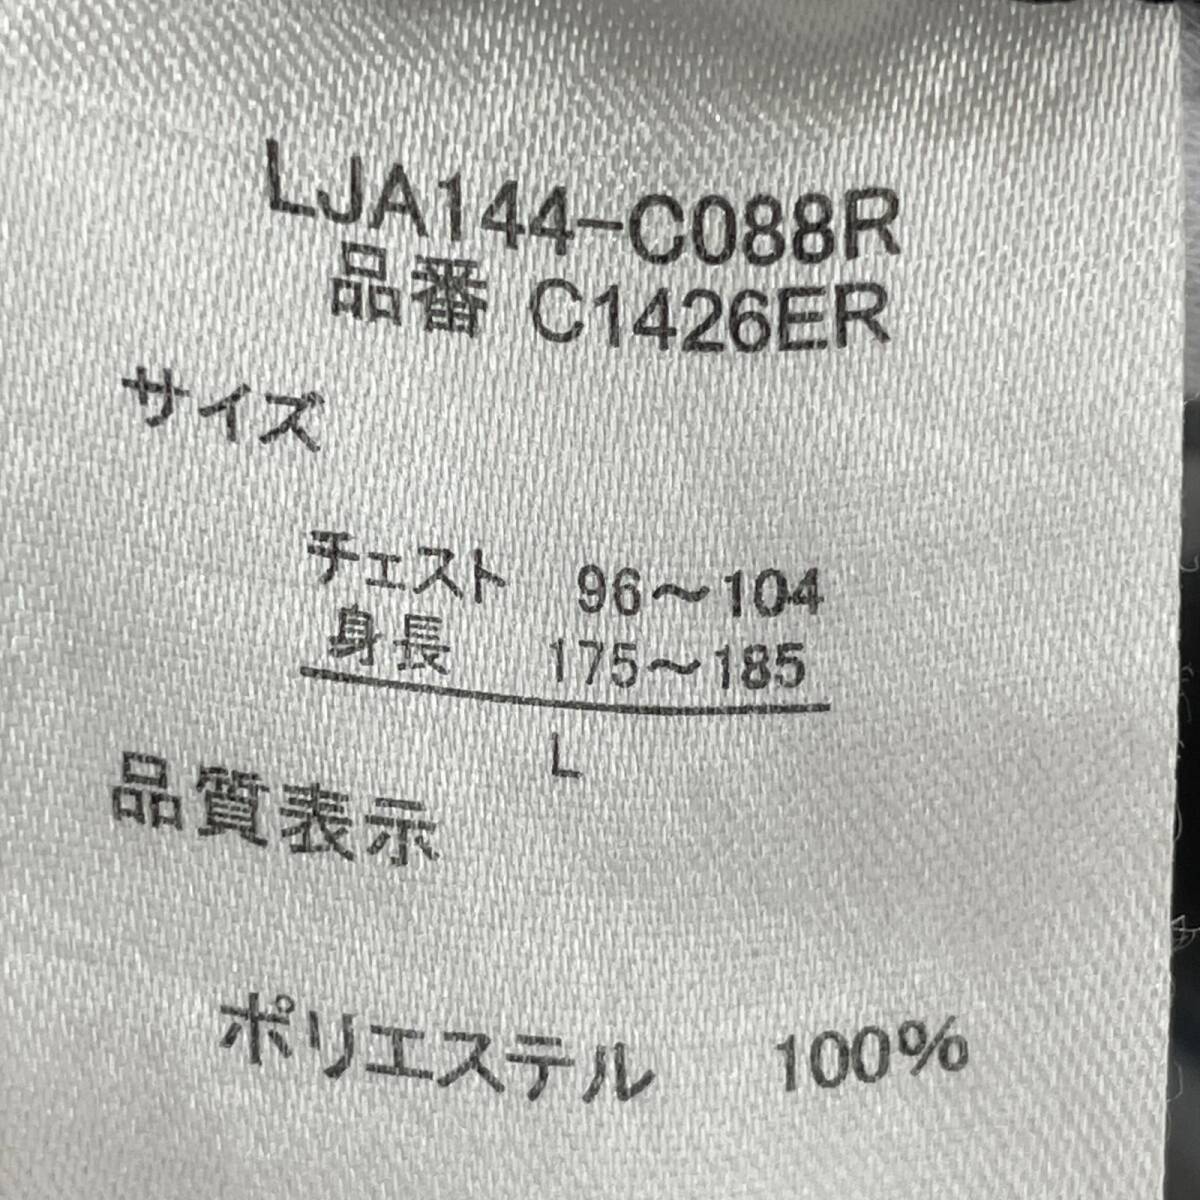 LJA144-C088R
品番 C1426ER
サイズ
チェスト 96〜104
身長 175〜185
L
品質表示
ポリエステル 100%